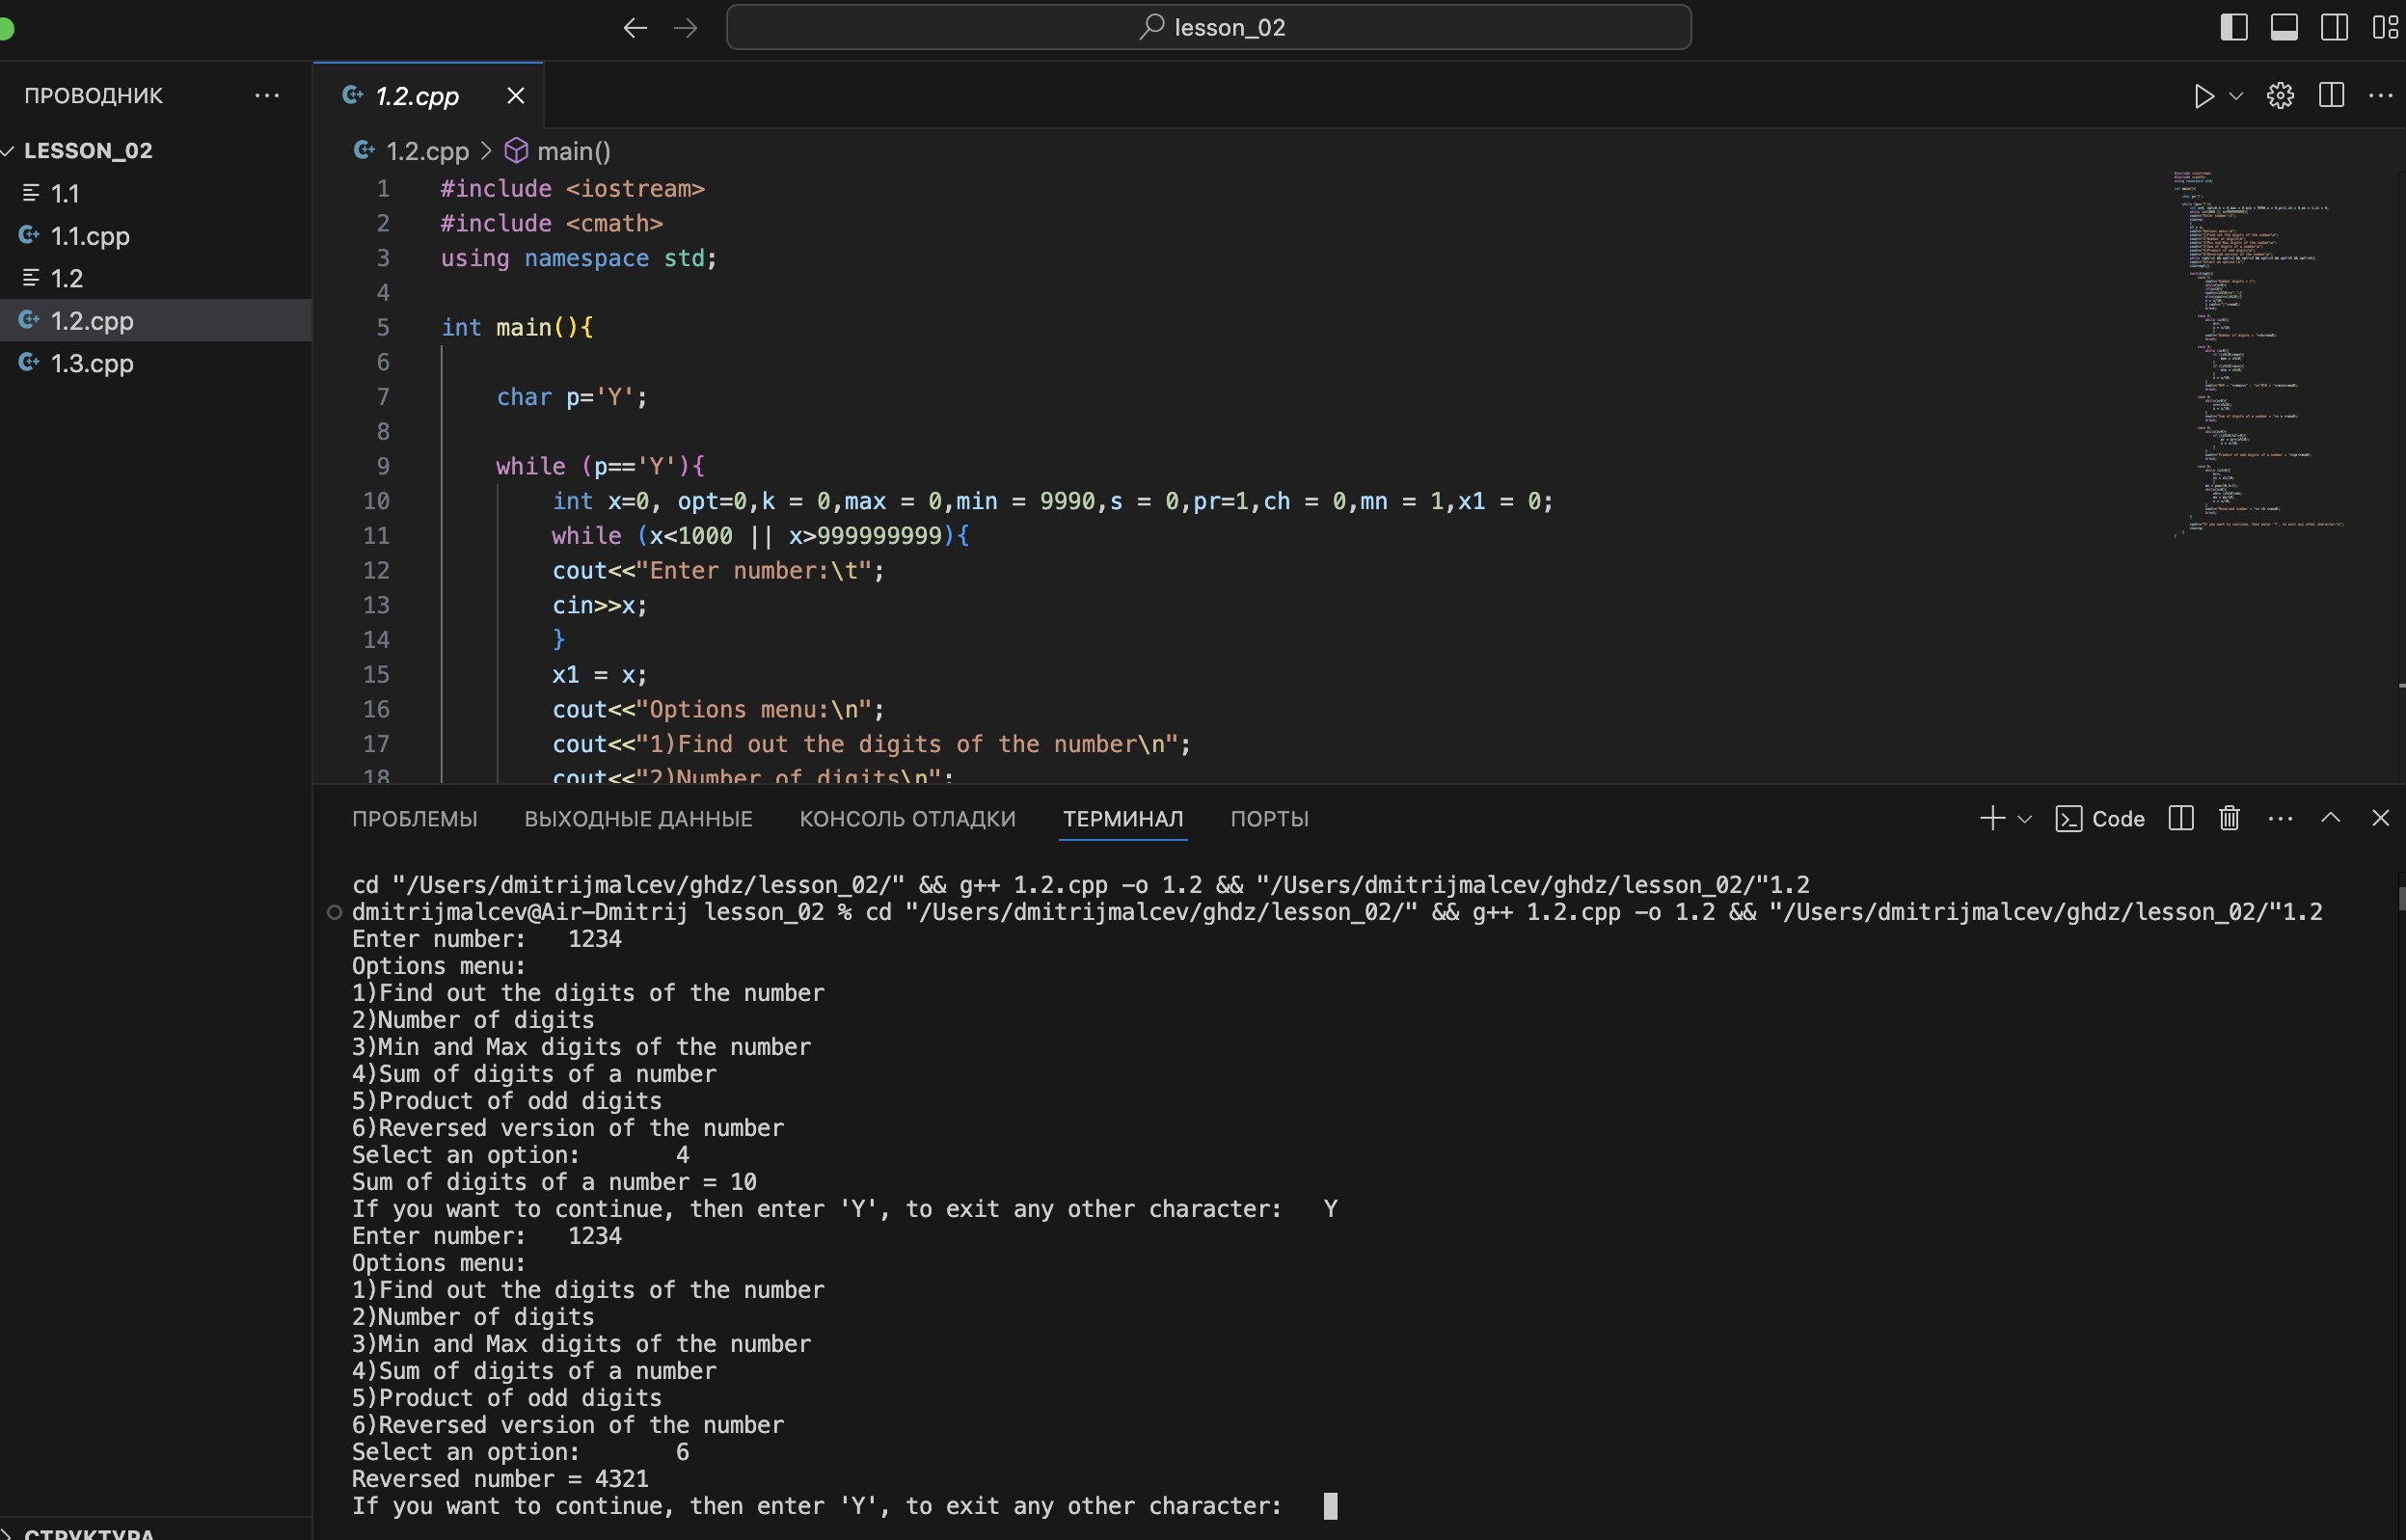 lesson_02
ПРОВОДНИК
LESSON_02
1.1
1.1.cpp
1.2
1.2.cpp
1.3.cpp
СТРУКТУРА
1.2.cpp
1.2.cpp > main()
1 #include <iostream>
2 #include <cmath>
3 using namespace std;
4
5 int main(){
6
7 char p='Y';
8
9 while (p=='Y'){
10 int x=0, opt=0,k = 0,max = 0,min = 9990,s = 0,pr=1,ch = 0,mn = 1,x1 = 0;
11 while (x<1000 || x>999999999){
12 cout<<"Enter number:\t";
13 cin>>x;
14 }
15 x1 = x;
16 cout<<"Options menu:\n";
17 cout<<"1)Find out the digits of the number\n";
18 cout<<"2)Number of digits\n";
ПРОБЛЕМЫ ВЫХОДНЫЕ ДАННЫЕ КОНСОЛЬ ОТЛАДКИ ТЕРМИНАЛ ПОРТЫ Code
cd "/Users/dmitrijmalcev/ghdz/lesson_02/" && g++ 1.2.cpp -o 1.2 && "/Users/dmitrijmalcev/ghdz/lesson_02/"1.2
dmitrijmalcev@Air-Dmitrij lesson_02 % cd "/Users/dmitrijmalcev/ghdz/lesson_02/" && g++ 1.2.cpp -o 1.2 && "/Users/dmitrijmalcev/ghdz/lesson_02/"1.2
Enter number: 1234
Options menu:
1)Find out the digits of the number
2)Number of digits
3)Min and Max digits of the number
4)Sum of digits of a number
5)Product of odd digits
6)Reversed version of the number
Select an option: 4
Sum of digits of a number = 10
If you want to continue, then enter 'Y', to exit any other character: Y
Enter number: 1234
Options menu:
1)Find out the digits of the number
2)Number of digits
3)Min and Max digits of the number
4)Sum of digits of a number
5)Product of odd digits
6)Reversed version of the number
Select an option: 6
Reversed number = 4321
If you want to continue, then enter 'Y', to exit any other character: